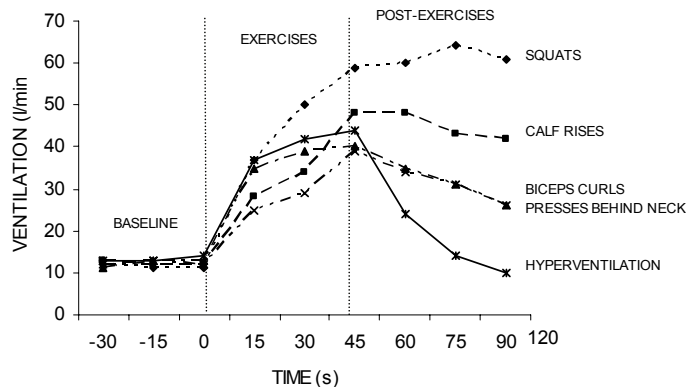 POST-EXERCISES
EXERCISES
BASELINE
VENTILATION (l/min)
70
60
50
40
30
20
10
0
SQUATS
CALF RISES
BICEPS CURLS
PRESSES BEHIND NECK
HYPERVENTILATION
-30 -15 0 15 30 45 60 75 90 120
TIME (s)